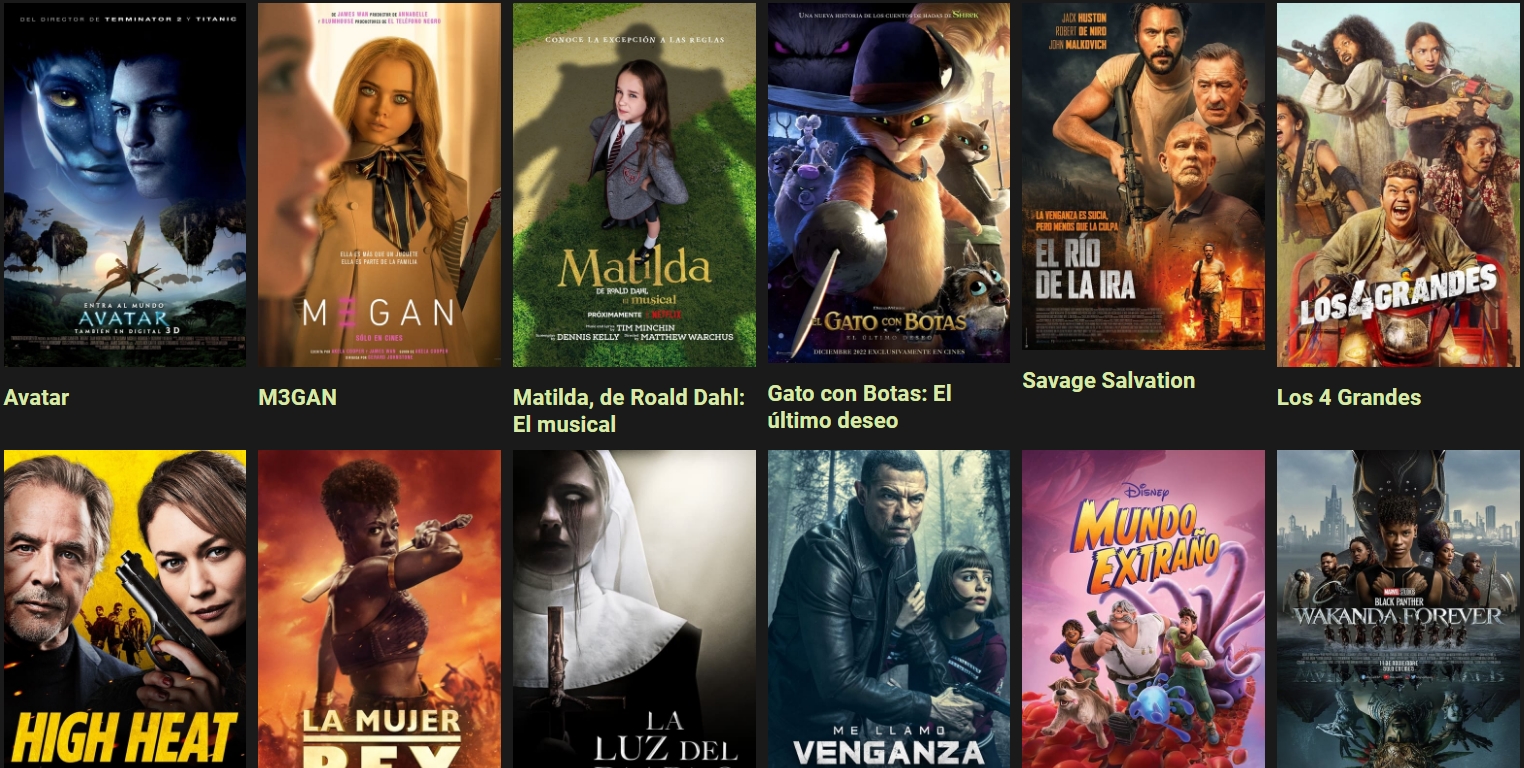 DEL DIRECTOR DE TERMINATOR 2 Y TITANIC
ENTRA AL MUNDO
AVATAR
TAMBIÉN EN DIGITAL 3D
Avatar
DE JAMES WAN PRODUCTOR DE ANNABELLE
Y BLUMHOUSE PRODUCTORES DE EL TELÉFONO NEGRO
ELLA ES MÁS QUE UN JUGUETE
ELLA ES PARTE DE LA FAMILIA
M3GAN
SÓLO EN CINES
M3GAN
CONOCE LA EXCEPCIÓN A LAS REGLAS
Matilda
DE ROALD DAHL
El musical
PRÓXIMAMENTE
TIM MINCHIN
DENNIS KELLY
MATTHEW WARCHUS
Matilda, de Roald Dahl:
El musical
UNA NUEVA HISTORIA DE LOS CUENTOS DE HADAS DE SHREK
EL GATO CON BOTAS
EL ÚLTIMO DESEO
DICIEMBRE 2022 EXCLUSIVAMENTE EN CINES
Gato con Botas: El
último deseo
JACK HUSTON
ROBERT DE NIRO
JOHN MALKOVICH
LA VENGANZA ES SUCIA,
PERO MENOS QUE LA CULPA
EL RÍO
DE LA IRA
Savage Salvation
LOS 4 GRANDES
Los 4 Grandes
HIGH HEAT
LA MUJER
REY
LA
LUZ DEL
ME LLAMO
VENGANZA
DISNEY
MUNDO
EXTRAÑO
MARVEL STUDIOS
BLACK PANTHER
WAKANDA FOREVER